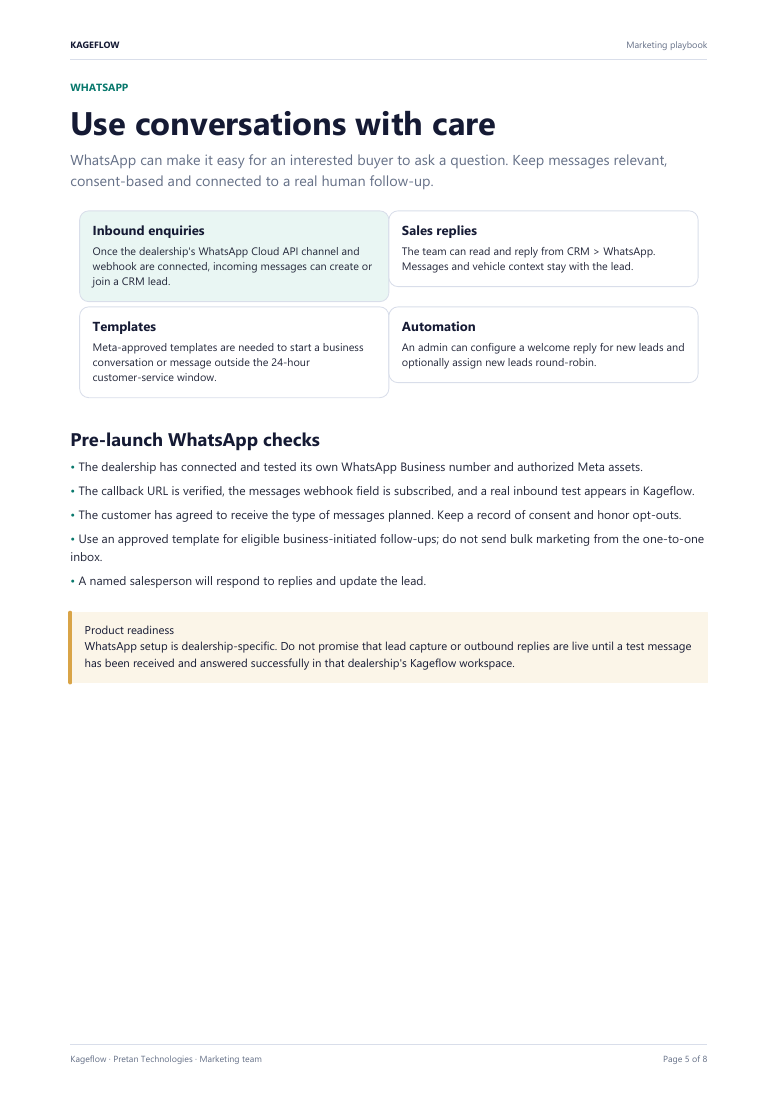 KAGEFLOW
Marketing playbook
WHATSAPP
Use conversations with care
WhatsApp can make it easy for an interested buyer to ask a question. Keep messages relevant,
consent-based and connected to a real human follow-up.
Inbound enquiries
Once the dealership's WhatsApp Cloud API channel and
webhook are connected, incoming messages can create or
join a CRM lead.
Sales replies
The team can read and reply from CRM > WhatsApp.
Messages and vehicle context stay with the lead.
Templates
Meta-approved templates are needed to start a business
conversation or message outside the 24-hour
customer-service window.
Automation
An admin can configure a welcome reply for new leads and
optionally assign new leads round-robin.
Pre-launch WhatsApp checks
• The dealership has connected and tested its own WhatsApp Business number and authorized Meta assets.
• The callback URL is verified, the messages webhook field is subscribed, and a real inbound test appears in Kageflow.
• The customer has agreed to receive the type of messages planned. Keep a record of consent and honor opt-outs.
• Use an approved template for eligible business-initiated follow-ups; do not send bulk marketing from the one-to-one
inbox.
• A named salesperson will respond to replies and update the lead.
Product readiness
WhatsApp setup is dealership-specific. Do not promise that lead capture or outbound replies are live until a test message
has been received and answered successfully in that dealership's Kageflow workspace.
Kageflow · Pretan Technologies · Marketing team
Page 5 of 8